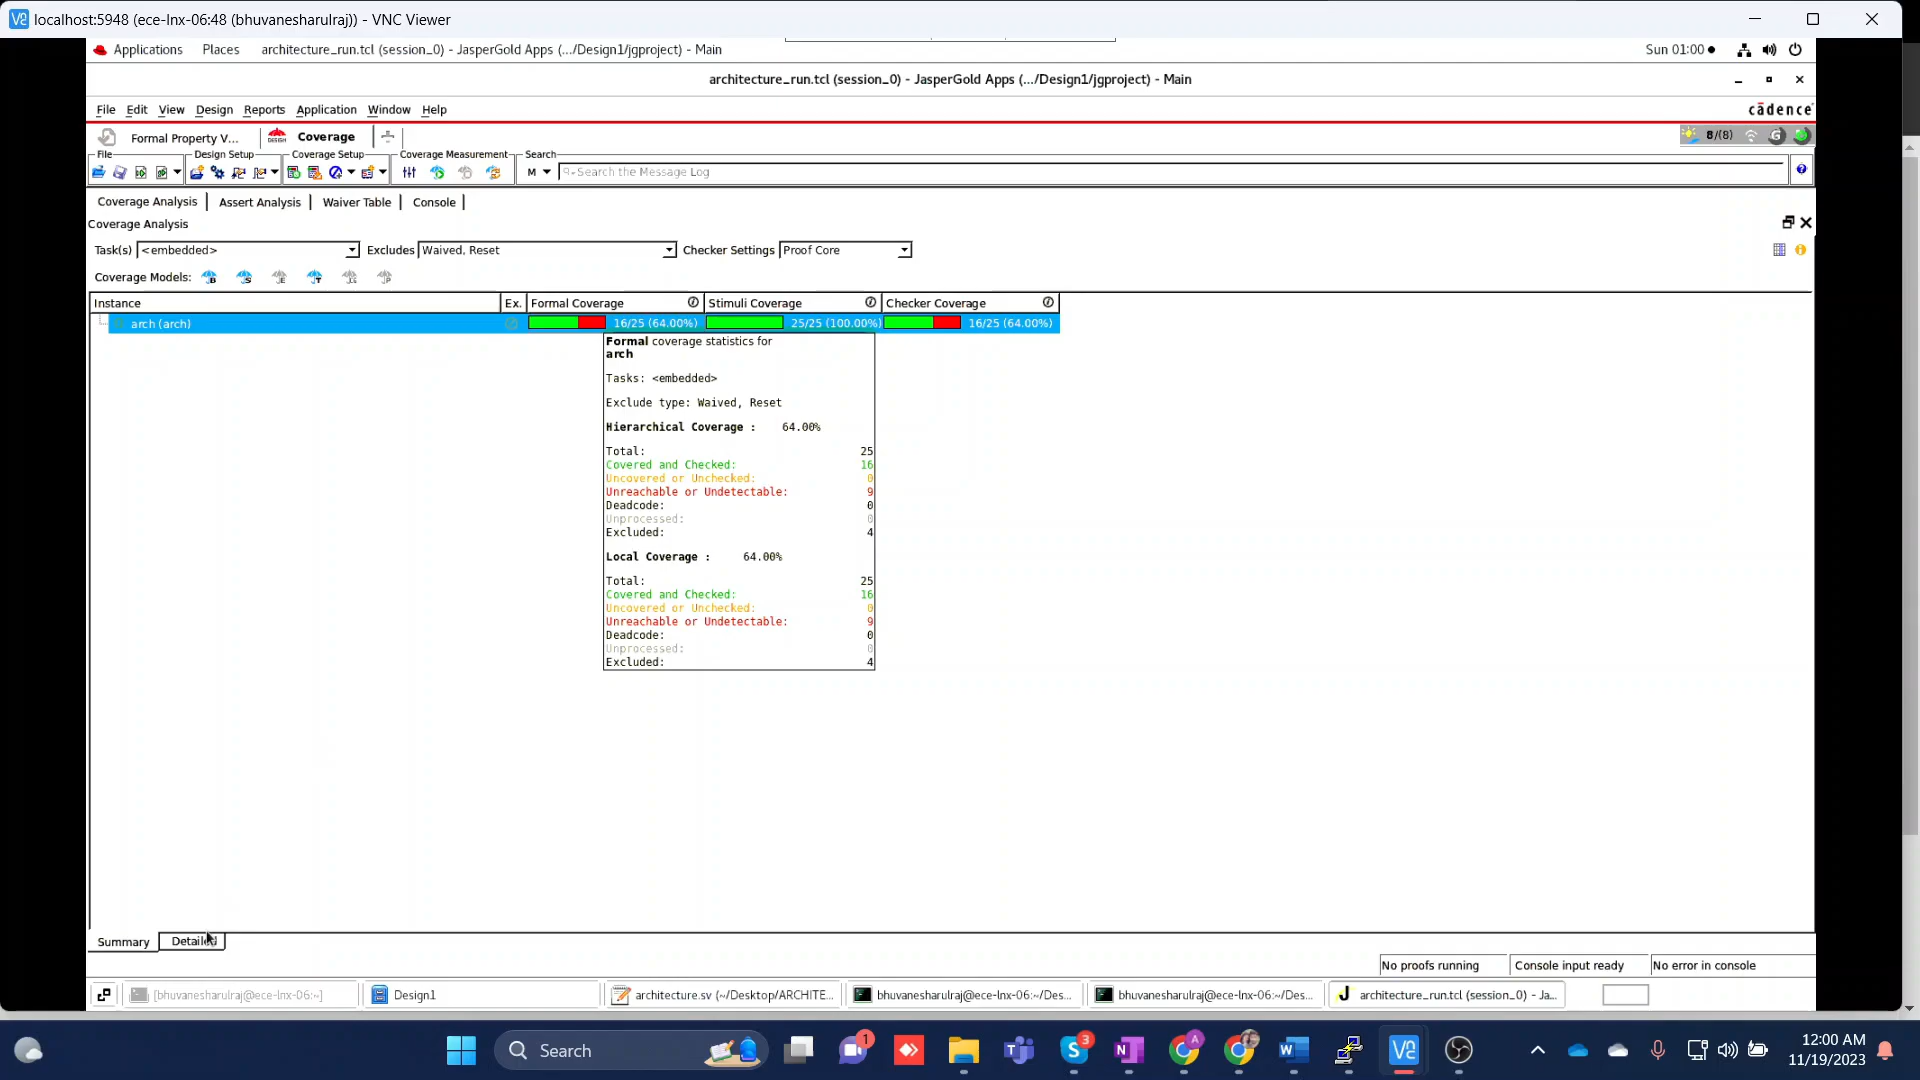 localhost:5948 (ece-lnx-06:48 (bhuvanesharulraj)) - VNC Viewer
Applications Places architecture_run.tcl (session_0) - JasperGold Apps (.../Design1/jgproject) - Main Sun 01:00
architecture_run.tcl (session_0) - JasperGold Apps (.../Design1/jgproject) - Main
File Edit View Design Reports Application Window Help cādence
Formal Property V... Coverage 8/(8)
File Design Setup Coverage Setup Coverage Measurement Search
M Search the Message Log
Coverage Analysis Assert Analysis Waiver Table Console
Coverage Analysis
Task(s) <embedded> Excludes Waived, Reset Checker Settings Proof Core
Coverage Models:
Instance Ex. Formal Coverage Stimuli Coverage Checker Coverage
arch (arch) 16/25 (64.00%) 25/25 (100.00%) 16/25 (64.00%)
Formal coverage statistics for
arch
Tasks: <embedded>
Exclude type: Waived, Reset
Hierarchical Coverage : 64.00%
Total: 25
Covered and Checked: 16
Uncovered or Unchecked: 0
Unreachable or Undetectable: 9
Deadcode: 0
Unprocessed: 0
Excluded: 4
Local Coverage : 64.00%
Total: 25
Covered and Checked: 16
Uncovered or Unchecked: 0
Unreachable or Undetectable: 9
Deadcode: 0
Unprocessed: 0
Excluded: 4
Summary Detailed
No proofs running Console input ready No error in console
[bhuvanesharulraj@ece-lnx-06:~] Design1 architecture.sv (~/Desktop/ARCHITE... bhuvanesharulraj@ece-lnx-06:~/Des... bhuvanesharulraj@ece-lnx-06:~/Des... architecture_run.tcl (session_0) - Ja...
Search 1 3 12:00 AM
11/19/2023